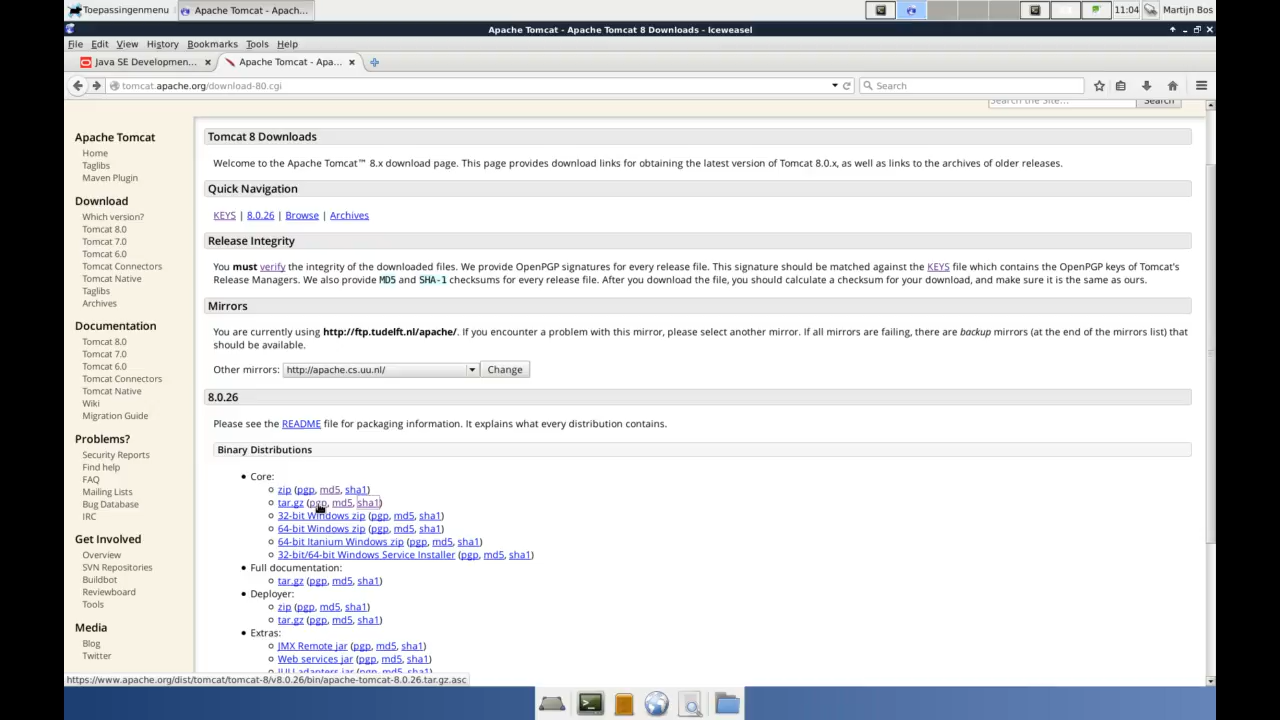 Toepassingenmenu
Apache Tomcat - Apach...
11:04
Martijn Bos
Apache Tomcat - Apache Tomcat 8 Downloads - Iceweasel
File Edit View History Bookmarks Tools Help
Java SE Developmen...
Apache Tomcat - Apa...
tomcat.apache.org/download-80.cgi
Search
Search the Site...
Search
Apache Tomcat
Home
Taglibs
Maven Plugin
Download
Which version?
Tomcat 8.0
Tomcat 7.0
Tomcat 6.0
Tomcat Connectors
Tomcat Native
Taglibs
Archives
Documentation
Tomcat 8.0
Tomcat 7.0
Tomcat 6.0
Tomcat Connectors
Tomcat Native
Wiki
Migration Guide
Problems?
Security Reports
Find help
FAQ
Mailing Lists
Bug Database
IRC
Get Involved
Overview
SVN Repositories
Buildbot
Reviewboard
Tools
Media
Blog
Twitter
Tomcat 8 Downloads
Welcome to the Apache Tomcat™ 8.x download page. This page provides download links for obtaining the latest version of Tomcat 8.0.x, as well as links to the archives of older releases.
Quick Navigation
KEYS | 8.0.26 | Browse | Archives
Release Integrity
You must verify the integrity of the downloaded files. We provide OpenPGP signatures for every release file. This signature should be matched against the KEYS file which contains the OpenPGP keys of Tomcat's
Release Managers. We also provide MD5 and SHA-1 checksums for every release file. After you download the file, you should calculate a checksum for your download, and make sure it is the same as ours.
Mirrors
You are currently using http://ftp.tudelft.nl/apache/. If you encounter a problem with this mirror, please select another mirror. If all mirrors are failing, there are backup mirrors (at the end of the mirrors list) that
should be available.
Other mirrors: http://apache.cs.uu.nl/ Change
8.0.26
Please see the README file for packaging information. It explains what every distribution contains.
Binary Distributions
Core:
zip (pgp, md5, sha1)
tar.gz (pgp, md5, sha1)
32-bit Windows zip (pgp, md5, sha1)
64-bit Windows zip (pgp, md5, sha1)
64-bit Itanium Windows zip (pgp, md5, sha1)
32-bit/64-bit Windows Service Installer (pgp, md5, sha1)
Full documentation:
tar.gz (pgp, md5, sha1)
Deployer:
zip (pgp, md5, sha1)
tar.gz (pgp, md5, sha1)
Extras:
JMX Remote jar (pgp, md5, sha1)
Web services jar (pgp, md5, sha1)
JULI adapters jar (pgp, md5, sha1)
https://www.apache.org/dist/tomcat/tomcat-8/v8.0.26/bin/apache-tomcat-8.0.26.tar.gz.asc